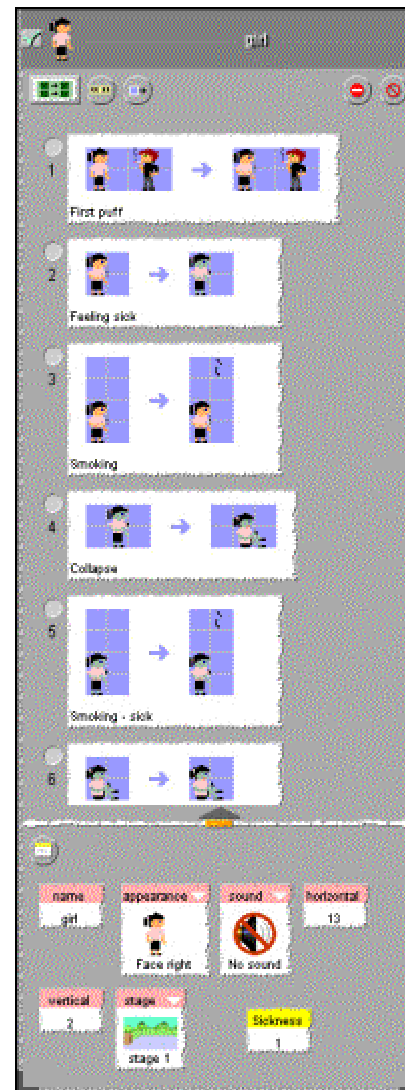 girl
1
First puff
2
Feeling sick
3
Smoking
4
Collapse
5
Smoking - sick
6
name appearance sound horizontal
girl Face right No sound 13
vertical stage Sickness
2 stage 1 1